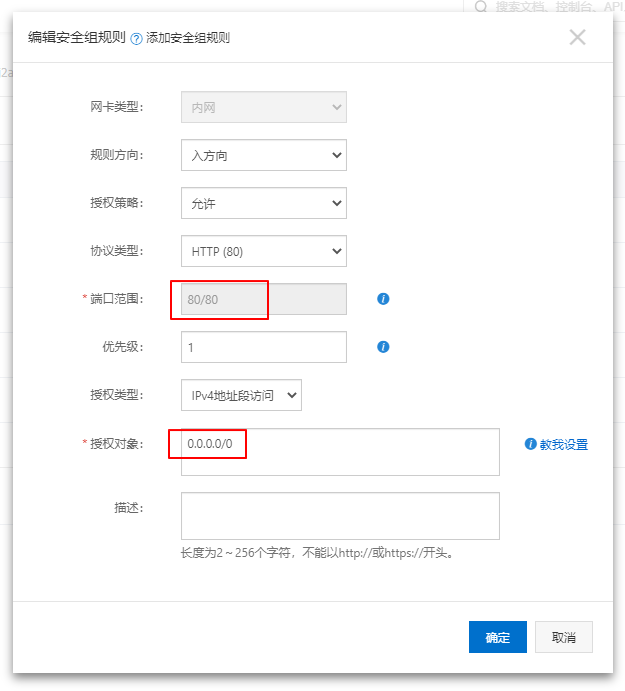 搜索文档、控制台、API
编辑安全组规则 ? 添加安全组规则
网卡类型： 内网
规则方向： 入方向
授权策略： 允许
协议类型： HTTP (80)
* 端口范围： 80/80
优先级： 1
授权类型： IPv4地址段访问
* 授权对象： 0.0.0.0/0 教我设置
描述：
长度为2～256个字符，不能以http://或https://开头。
确定 取消